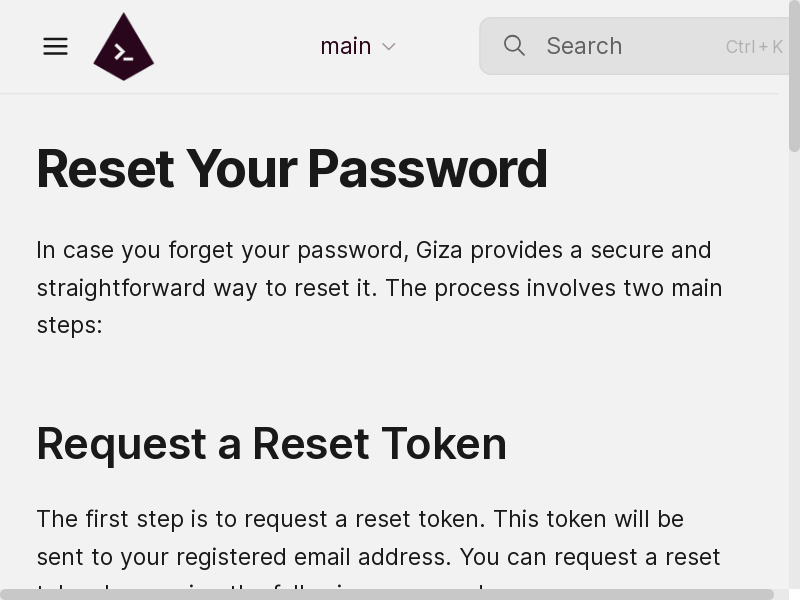 main
Search
Ctrl + K
Reset Your Password
In case you forget your password, Giza provides a secure and
straightforward way to reset it. The process involves two main
steps:
Request a Reset Token
The first step is to request a reset token. This token will be
sent to your registered email address. You can request a reset